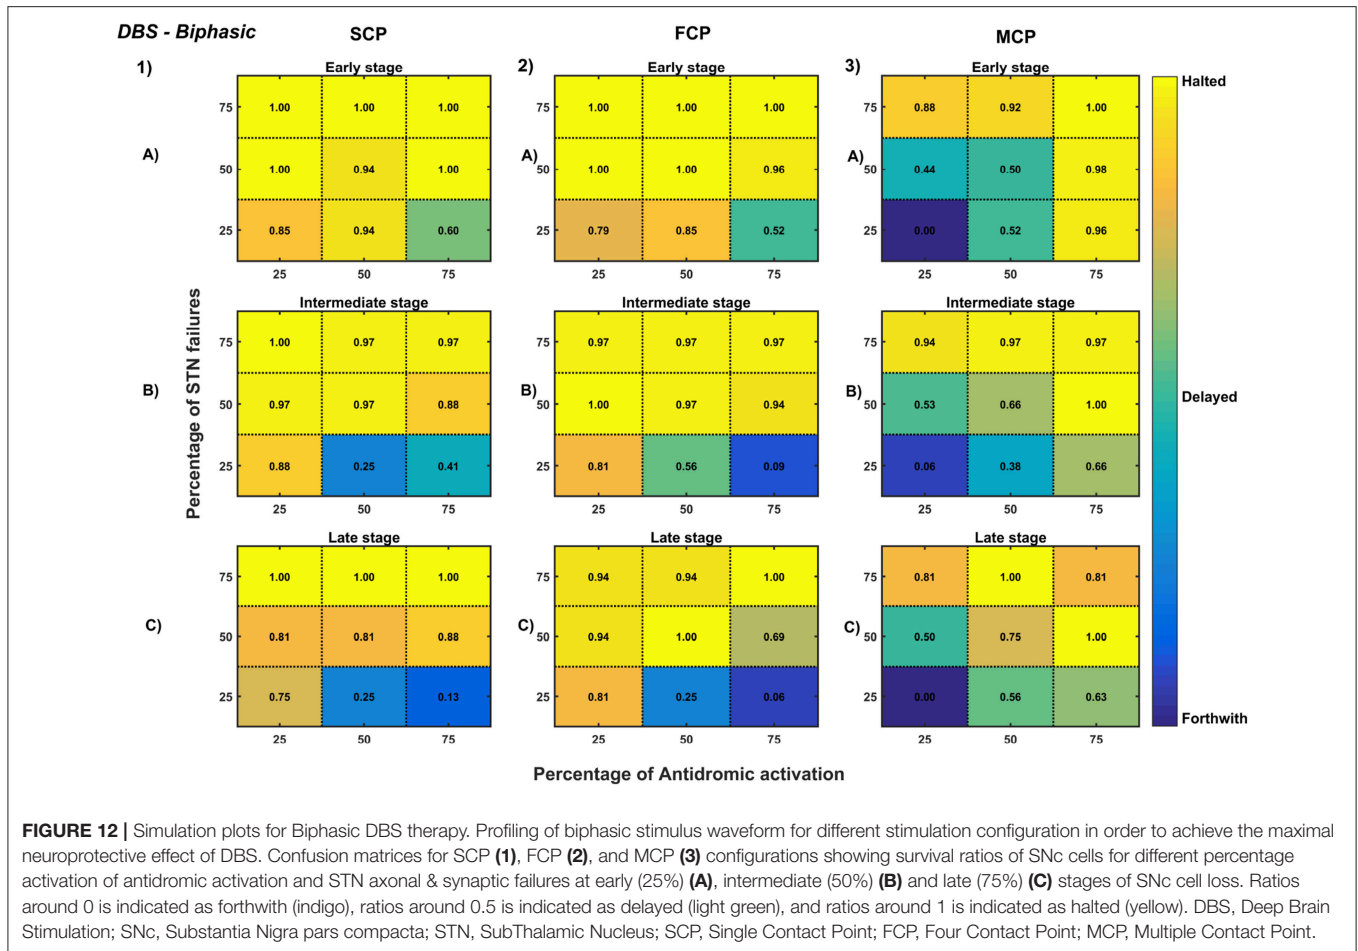 DBS - Biphasic SCP FCP MCP
1) Early stage 2) Early stage 3) Early stage Halted
75 1.00 1.00 1.00 75 1.00 1.00 1.00 75 0.88 0.92 1.00
A) 50 1.00 0.94 1.00 A) 50 1.00 1.00 0.96 A) 50 0.44 0.50 0.98
25 0.85 0.94 0.60 25 0.79 0.85 0.52 25 0.00 0.52 0.96
25 50 75 25 50 75 25 50 75
Percentage of STN failures
Intermediate stage Intermediate stage Intermediate stage
75 1.00 0.97 0.97 75 0.97 0.97 0.97 75 0.94 0.97 0.97
B) 50 0.97 0.97 0.88 B) 50 1.00 0.97 0.94 B) 50 0.53 0.66 1.00 Delayed
25 0.88 0.25 0.41 25 0.81 0.56 0.09 25 0.06 0.38 0.66
25 50 75 25 50 75 25 50 75
Late stage Late stage Late stage
75 1.00 1.00 1.00 75 0.94 0.94 1.00 75 0.81 1.00 0.81
C) 50 0.81 0.81 0.88 C) 50 0.94 1.00 0.69 C) 50 0.50 0.75 1.00
25 0.75 0.25 0.13 25 0.81 0.25 0.06 25 0.00 0.56 0.63 Forthwith
25 50 75 25 50 75 25 50 75
Percentage of Antidromic activation
FIGURE 12 | Simulation plots for Biphasic DBS therapy. Profiling of biphasic stimulus waveform for different stimulation configuration in order to achieve the maximal
neuroprotective effect of DBS. Confusion matrices for SCP (1), FCP (2), and MCP (3) configurations showing survival ratios of SNc cells for different percentage
activation of antidromic activation and STN axonal & synaptic failures at early (25%) (A), intermediate (50%) (B) and late (75%) (C) stages of SNc cell loss. Ratios
around 0 is indicated as forthwith (indigo), ratios around 0.5 is indicated as delayed (light green), and ratios around 1 is indicated as halted (yellow). DBS, Deep Brain
Stimulation; SNc, Substantia Nigra pars compacta; STN, SubThalamic Nucleus; SCP, Single Contact Point; FCP, Four Contact Point; MCP, Multiple Contact Point.